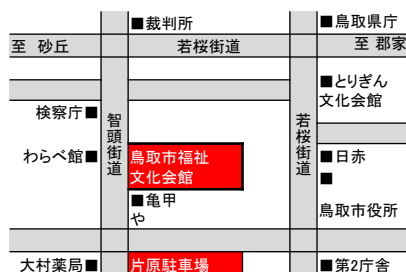 ■裁判所
■鳥取県庁
至 砂丘
若桜街道
至 郡家
■とりぎん
文化会館
検察庁■
智頭街道
若桜街道
わらべ館■
鳥取市福祉
文化会館
■日赤
■
■亀甲
や
鳥取市役所
大村薬局■
片原駐車場
■第2庁舎